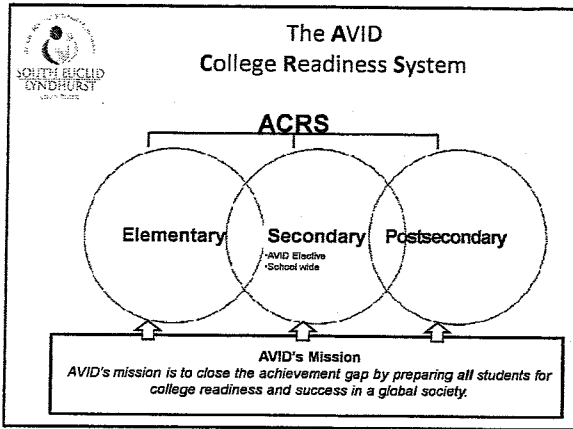 The AVID
College Readiness System
SOUTH EUCLID
LYNDHURST
ACRS
Elementary
Secondary
•AVID Elective
•School wide
Postsecondary
AVID's Mission
AVID's mission is to close the achievement gap by preparing all students for
college readiness and success in a global society.